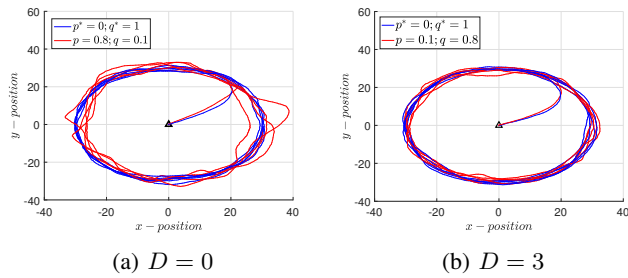 60
40
20
0
-20
-40
-40 -20 0 20 40
y − position
x − position
p* = 0; q* = 1
p = 0.8; q = 0.1
(a) D = 0
60
40
20
0
-20
-40
-40 -20 0 20 40
y − position
x − position
p* = 0; q* = 1
p = 0.1; q = 0.8
(b) D = 3